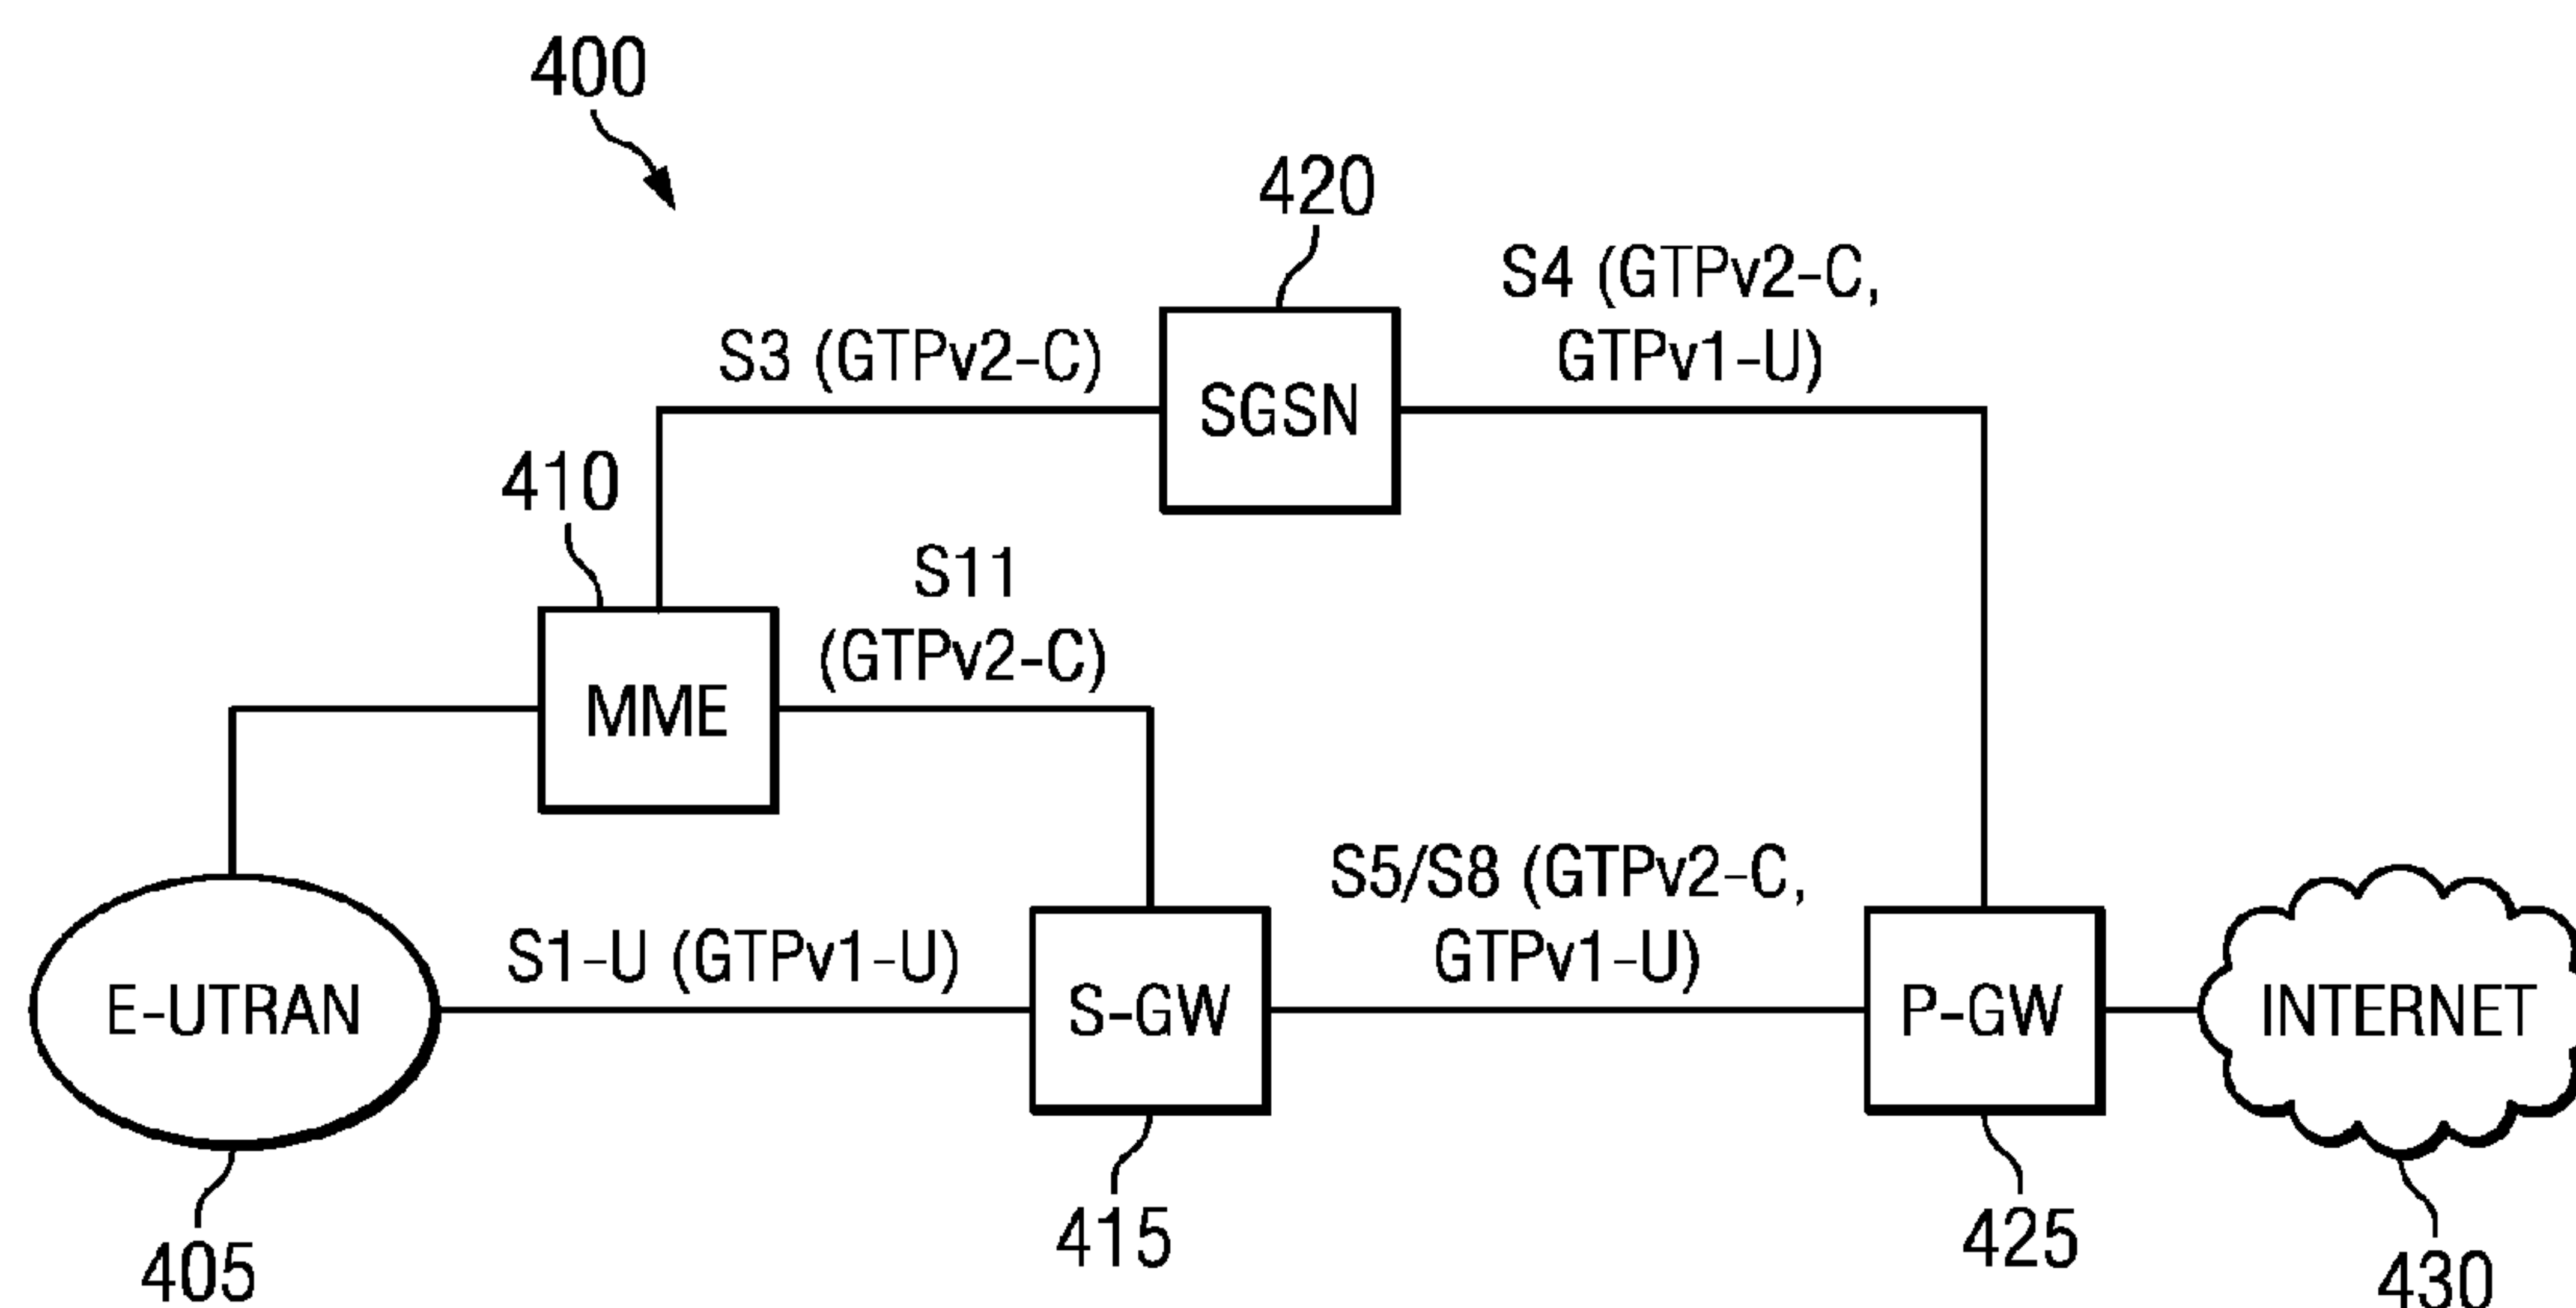 400
420
S4 (GTPv2-C,
GTPv1-U)
S3 (GTPv2-C)
SGSN
410
S11
(GTPv2-C)
MME
S5/S8 (GTPv2-C,
GTPv1-U)
S1-U (GTPv1-U)
E-UTRAN
S-GW
P-GW
INTERNET
405
415
425
430